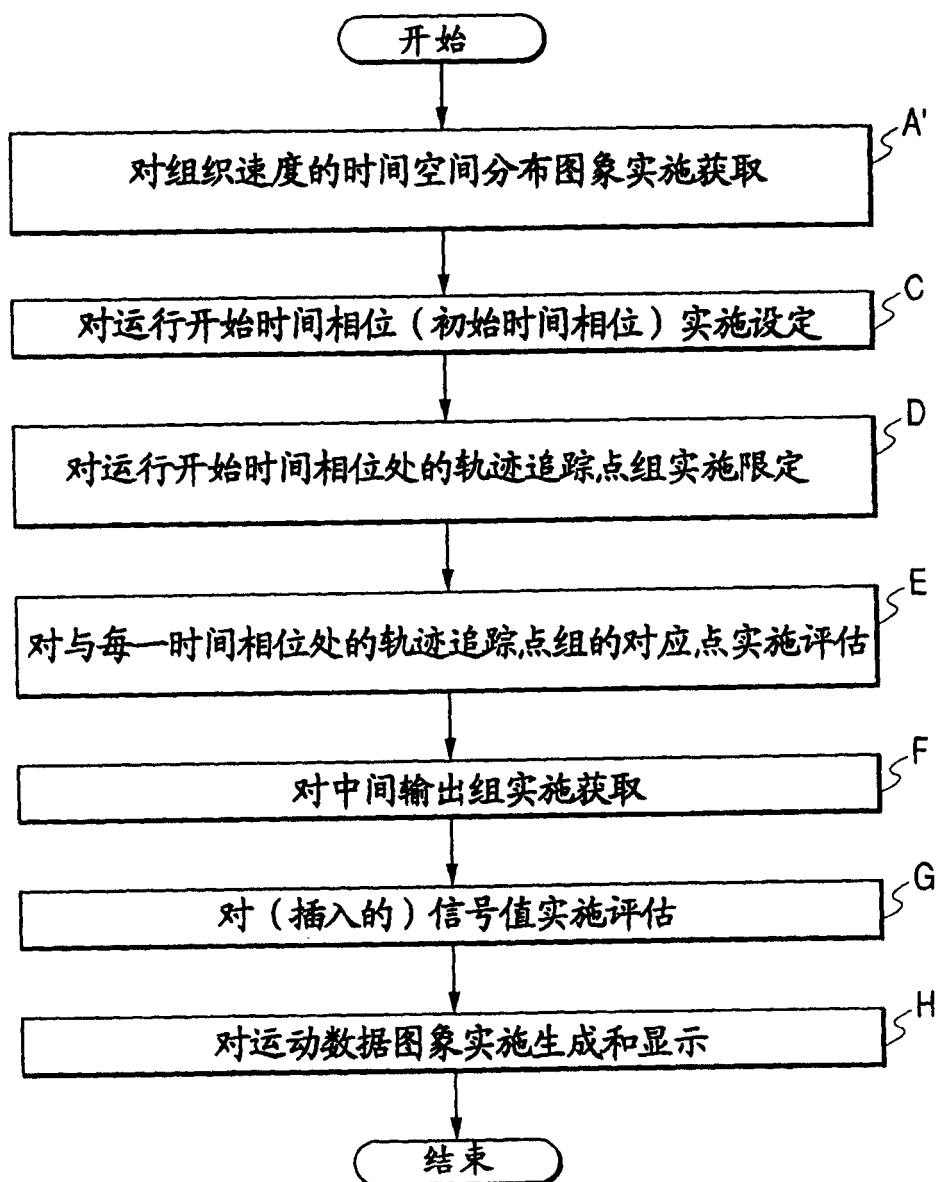 开始
A'
对组织速度的时间空间分布图象实施获取
C
对运行开始时间相位（初始时间相位）实施设定
D
对运行开始时间相位处的轨迹追踪点组实施限定
E
对与每一时间相位处的轨迹追踪点组的对应点实施评估
F
对中间输出组实施获取
G
对（插入的）信号值实施评估
H
对运动数据图象实施生成和显示
结束